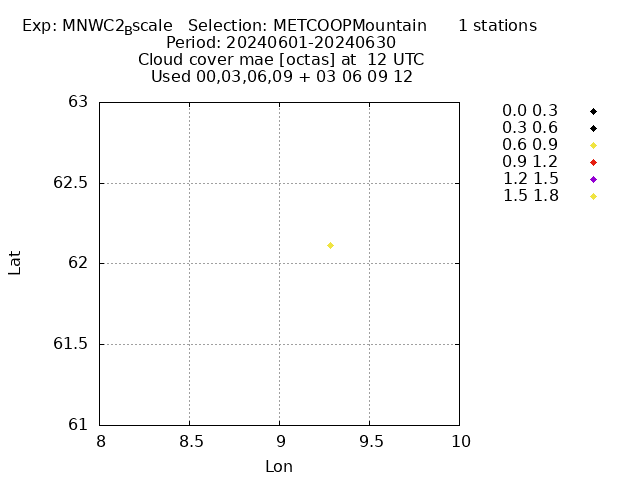 Exp: MNWC2Bscale   Selection: METCOOPMountain      1 stations
Period: 20240601-20240630
Cloud cover mae [octas] at  12 UTC
Used 00,03,06,09 + 03 06 09 12
63
62.5
62
61.5
61
8
8.5
9
9.5
10
Lat
Lon
0.0 0.3
0.3 0.6
0.6 0.9
0.9 1.2
1.2 1.5
1.5 1.8